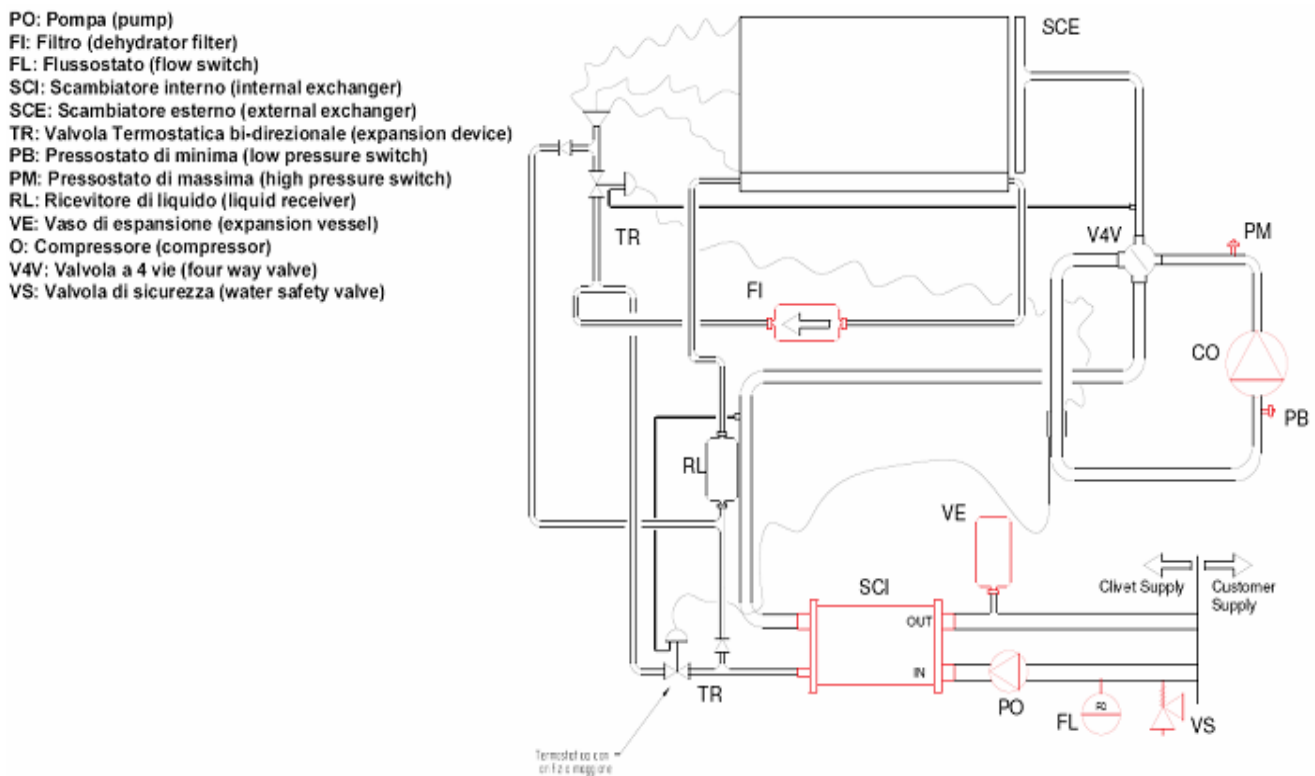 PO: Pompa (pump)
FI: Filtro (dehydrator filter)
FL: Flussostato (flow switch)
SCI: Scambiatore interno (internal exchanger)
SCE: Scambiatore esterno (external exchanger)
TR: Valvola Termostatica bi-direzionale (expansion device)
PB: Pressostato di minima (low pressure switch)
PM: Pressostato di massima (high pressure switch)
RL: Ricevitore di liquido (liquid receiver)
VE: Vaso di espansione (expansion vessel)
O: Compressore (compressor)
V4V: Valvola a 4 vie (four way valve)
VS: Valvola di sicurezza (water safety valve)
SCE
TR
V4V
PM
FI
CO
PB
RL
VE
Clivet Supply
Customer
Supply
SCI
OUT
IN
TR
PO
FL
VS
Termostatica con
orifizio maggiore